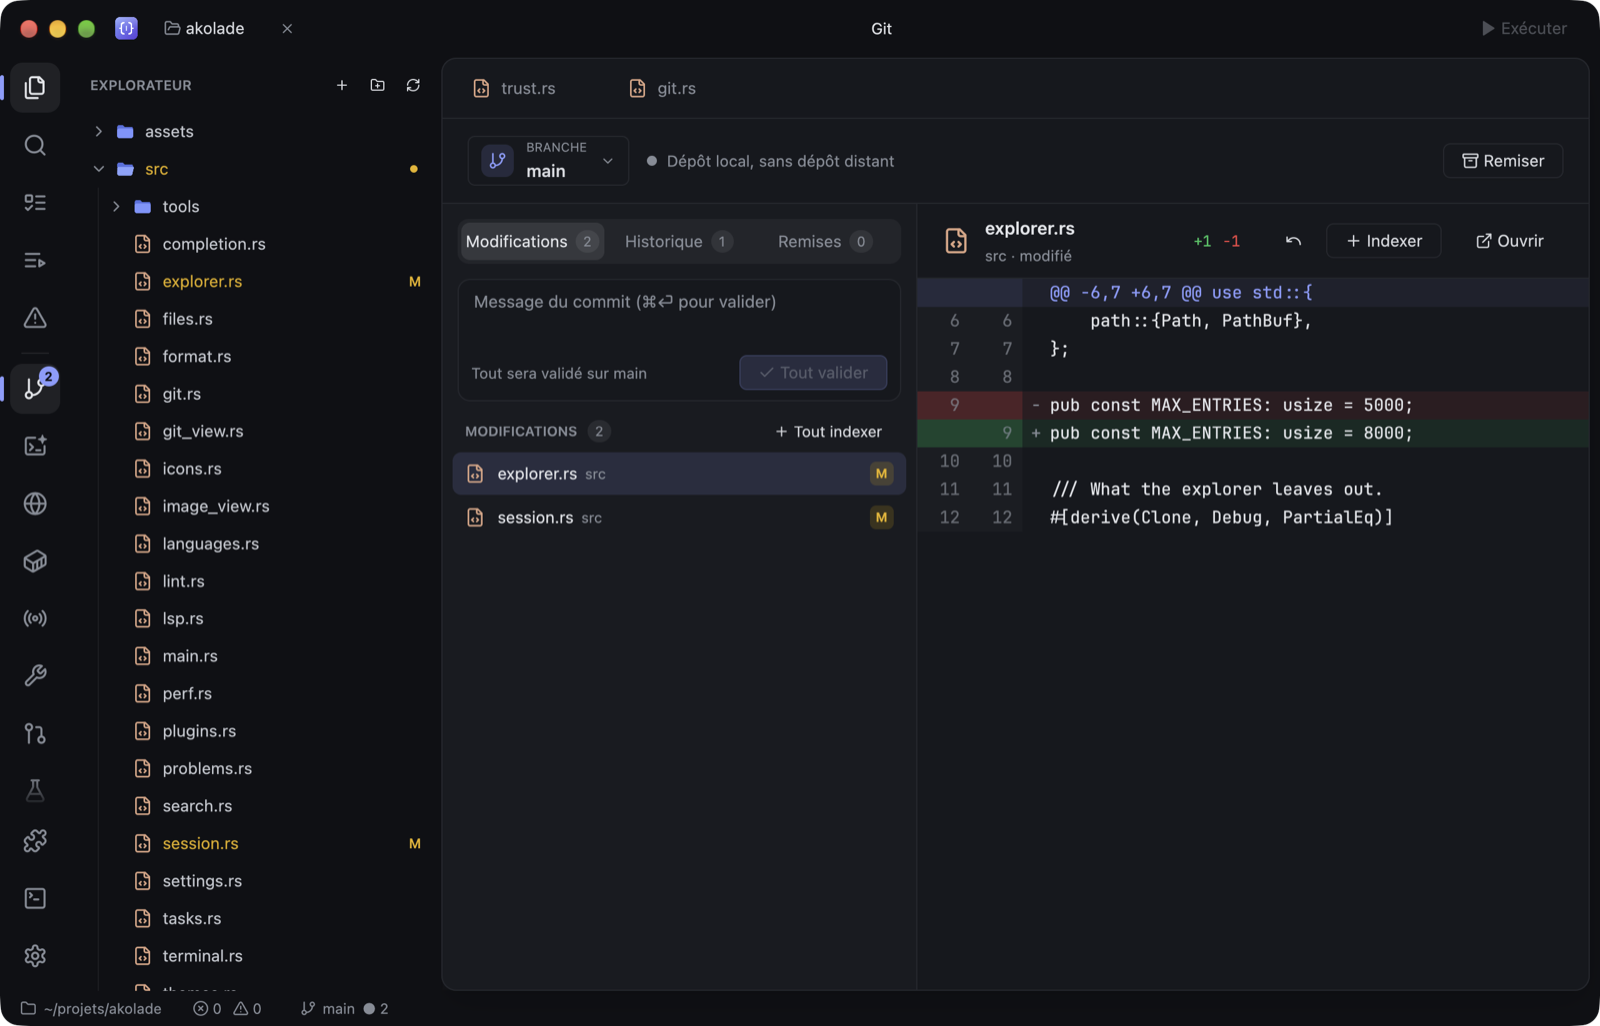 akolade
Git
Exécuter
EXPLORATEUR
assets
src
tools
completion.rs
explorer.rs M
files.rs
format.rs
git.rs
git_view.rs
icons.rs
image_view.rs
languages.rs
lint.rs
lsp.rs
main.rs
perf.rs
plugins.rs
problems.rs
search.rs
session.rs M
settings.rs
tasks.rs
terminal.rs
2
trust.rs
git.rs
BRANCHE
main
Dépôt local, sans dépôt distant
Remiser
Modifications 2
Historique 1
Remises 0
Message du commit (⌘⏎ pour valider)
Tout sera validé sur main
Tout valider
MODIFICATIONS 2
+ Tout indexer
explorer.rs src M
session.rs src M
explorer.rs
src · modifié
+1 -1
+ Indexer
Ouvrir
@@ -6,7 +6,7 @@ use std::{
6 6 path::{Path, PathBuf},
7 7 };
8 8
9 - pub const MAX_ENTRIES: usize = 5000;
9 + pub const MAX_ENTRIES: usize = 8000;
10 10
11 11 /// What the explorer leaves out.
12 12 #[derive(Clone, Debug, PartialEq)]
~/projets/akolade
0
0
main
2